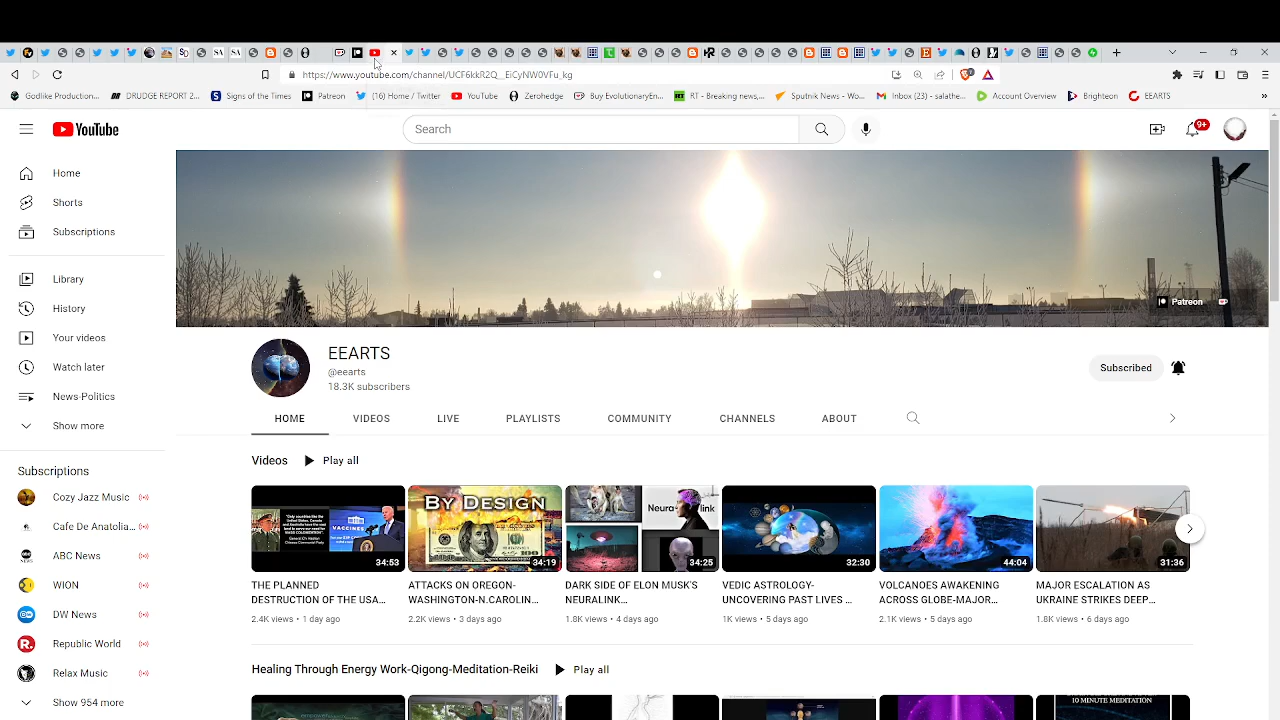 https://www.youtube.com/channel/UCF6kkR2Q__EiCyNW0VFu_kg
Godlike Production...
DRUDGE REPORT 2...
Signs of the Times
Patreon
(16) Home / Twitter
YouTube
Zerohedge
Buy EvolutionaryEn...
RT - Breaking news,...
Sputnik News - Wo...
Inbox (23) - salathe...
Account Overview
Brighteon
EEARTS
YouTube
Search
9+
Home
Shorts
Subscriptions
Library
History
Your videos
Watch later
News-Politics
Show more
Subscriptions
Cozy Jazz Music
Cafe De Anatolia...
ABC News
WION
DW News
Republic World
Relax Music
Show 954 more
Patreon
EEARTS
@eearts
18.3K subscribers
Subscribed
HOME
VIDEOS
LIVE
PLAYLISTS
COMMUNITY
CHANNELS
ABOUT
Videos
Play all
VACCINES
34:53
BY DESIGN
34:19
Neuralink
34:25
32:30
44:04
31:36
THE PLANNED
DESTRUCTION OF THE USA...
2.4K views • 1 day ago
ATTACKS ON OREGON-
WASHINGTON-N.CAROLIN...
2.2K views • 3 days ago
DARK SIDE OF ELON MUSK'S
NEURALINK...
1.8K views • 4 days ago
VEDIC ASTROLOGY-
UNCOVERING PAST LIVES ...
1K views • 5 days ago
VOLCANOES AWAKENING
ACROSS GLOBE-MAJOR...
2.1K views • 5 days ago
MAJOR ESCALATION AS
UKRAINE STRIKES DEEP...
1.8K views • 6 days ago
Healing Through Energy Work-Qigong-Meditation-Reiki
Play all
10 MINUTE MEDITATION